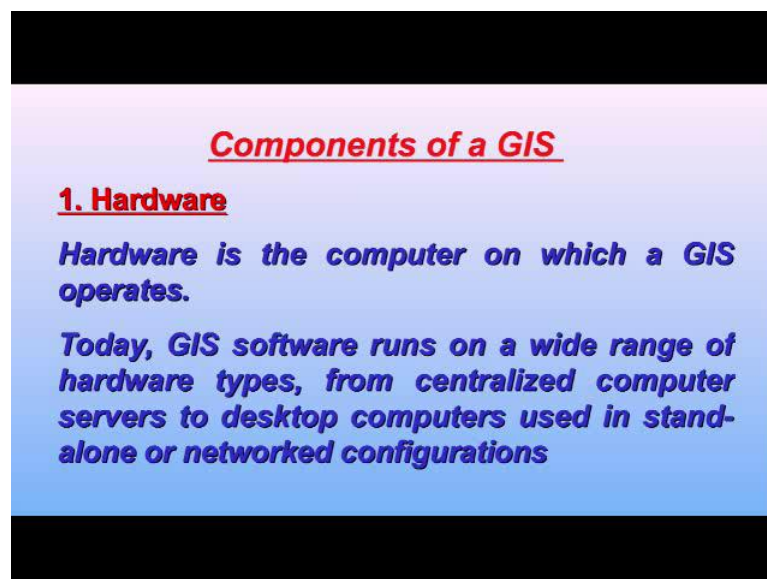 Components of a GIS
1. Hardware
Hardware is the computer on which a GIS
operates.
Today, GIS software runs on a wide range of
hardware types, from centralized computer
servers to desktop computers used in stand-
alone or networked configurations